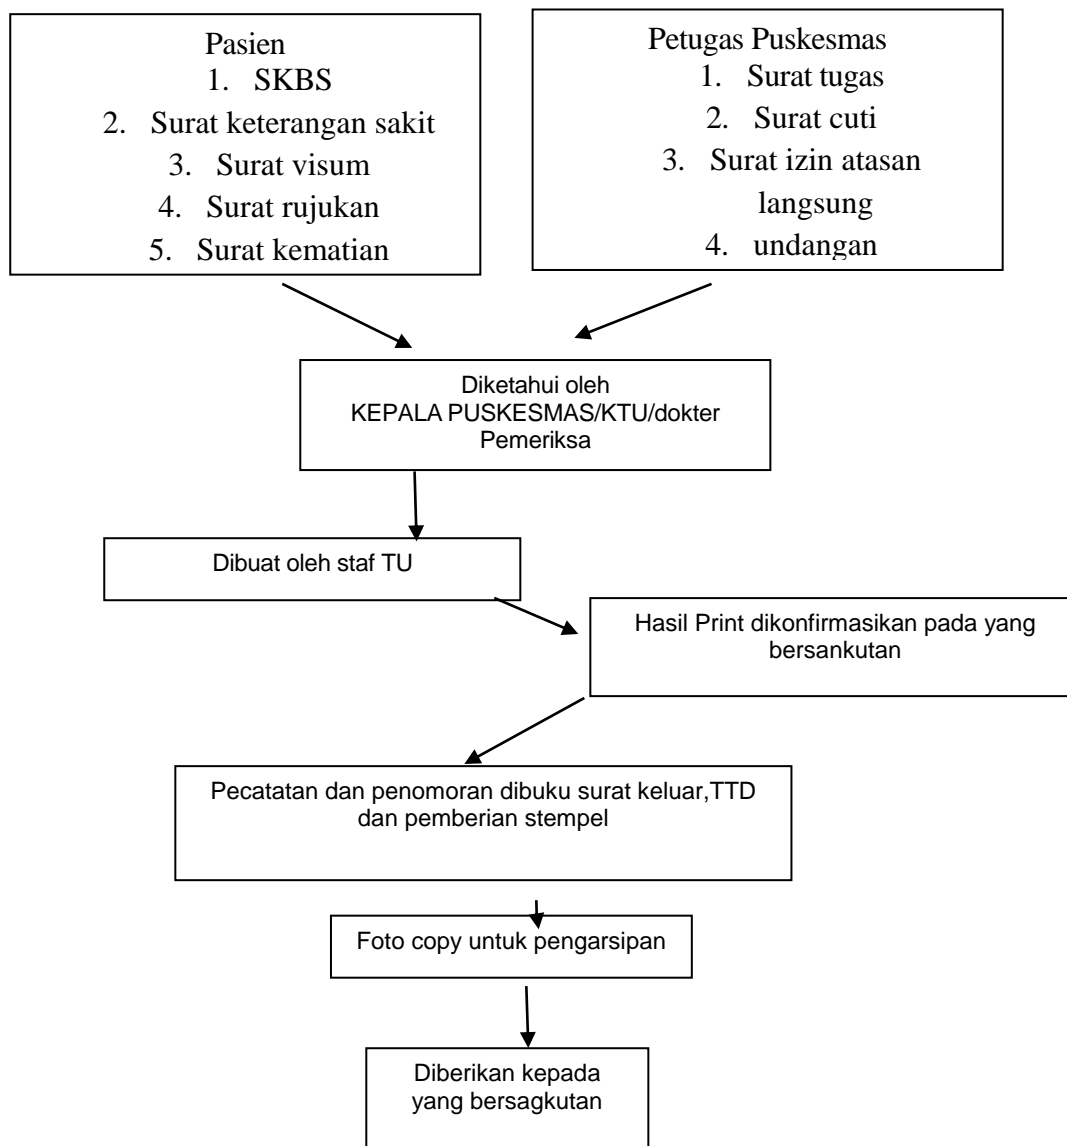 Pasien
1. SKBS
2. Surat keterangan sakit
3. Surat visum
4. Surat rujukan
5. Surat kematian
Petugas Puskesmas
1. Surat tugas
2. Surat cuti
3. Surat izin atasan
langsung
4. undangan
Diketahui oleh
KEPALA PUSKESMAS/KTU/dokter
Pemeriksa
Dibuat oleh staf TU
Hasil Print dikonfirmasikan pada yang
bersankutan
Pecatatan dan penomoran dibuku surat keluar,TTD
dan pemberian stempel
Foto copy untuk pengarsipan
Diberikan kepada
yang bersagkutan